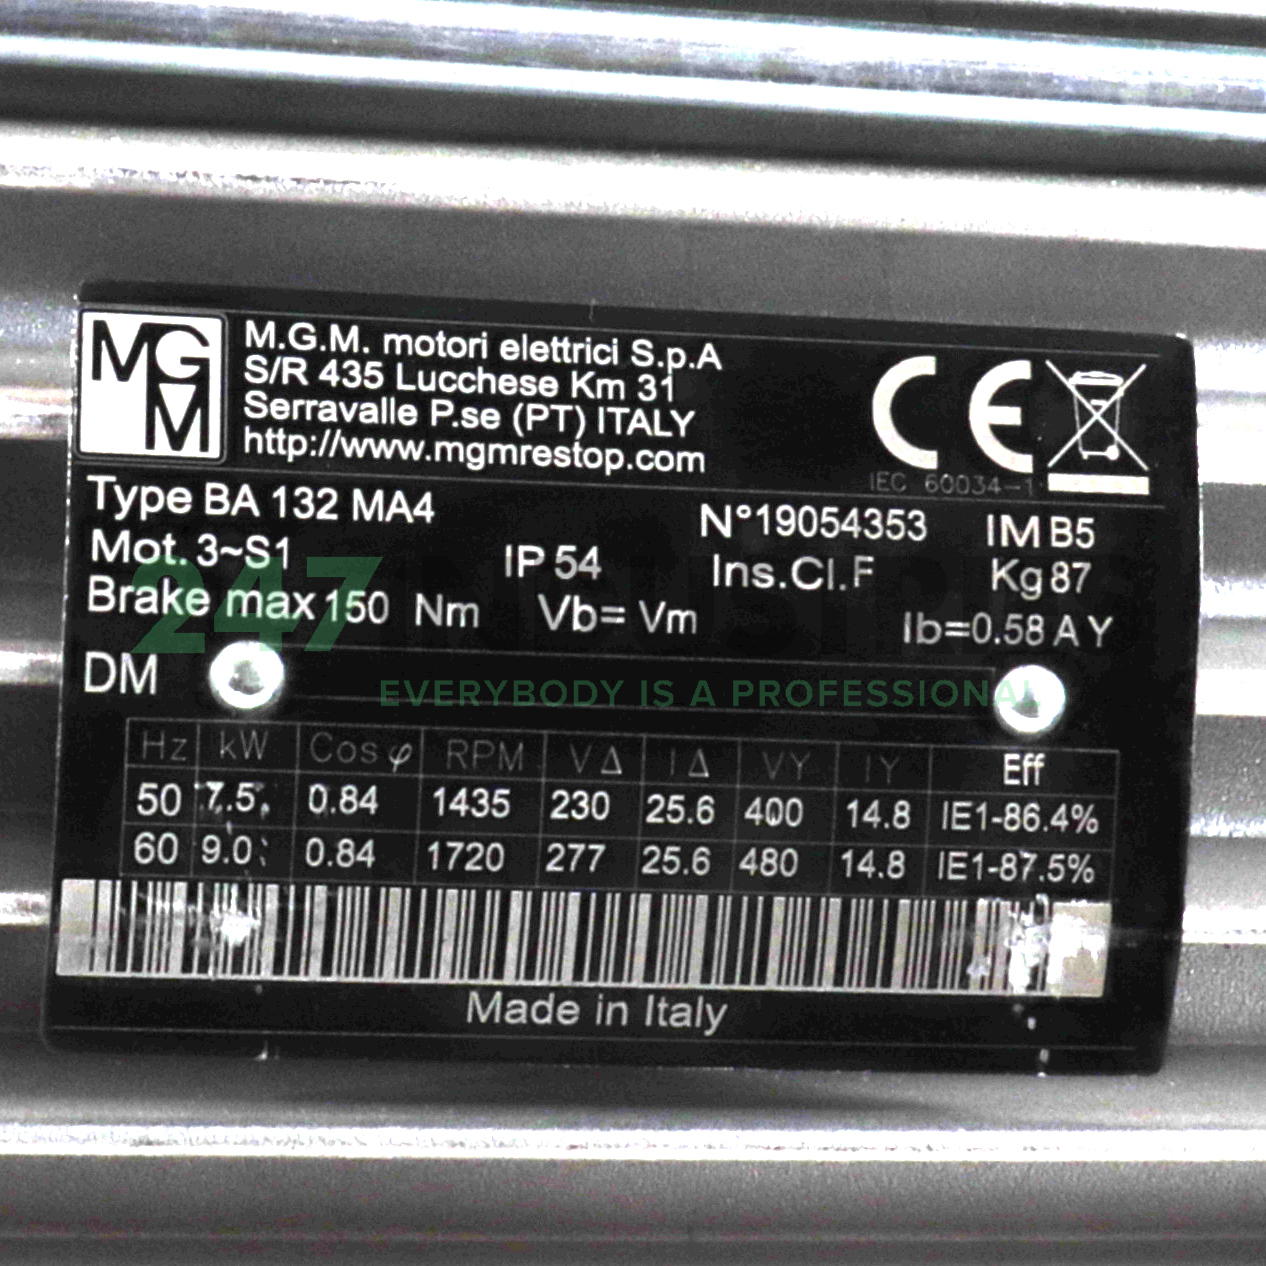 MGM
M.G.M. motori elettrici S.p.A
S/R 435 Lucchese Km 31
Serravalle P.se (PT) ITALY
http://www.mgmrestop.com
CE
IEC 60034-1
Type BA 132 MA4 N°19054353 IM B5
Mot. 3~S1 IP 54 Ins.Cl.F Kg 87
Brake max 150 Nm Vb= Vm Ib=0.58 A Y
247
DM
EVERYBODY IS A PROFESSIONAL
Hz kW Cos φ RPM V Δ I Δ VY IY Eff
50 7.5 0.84 1435 230 25.6 400 14.8 IE1-86.4%
60 9.0 0.84 1720 277 25.6 480 14.8 IE1-87.5%
Made in Italy